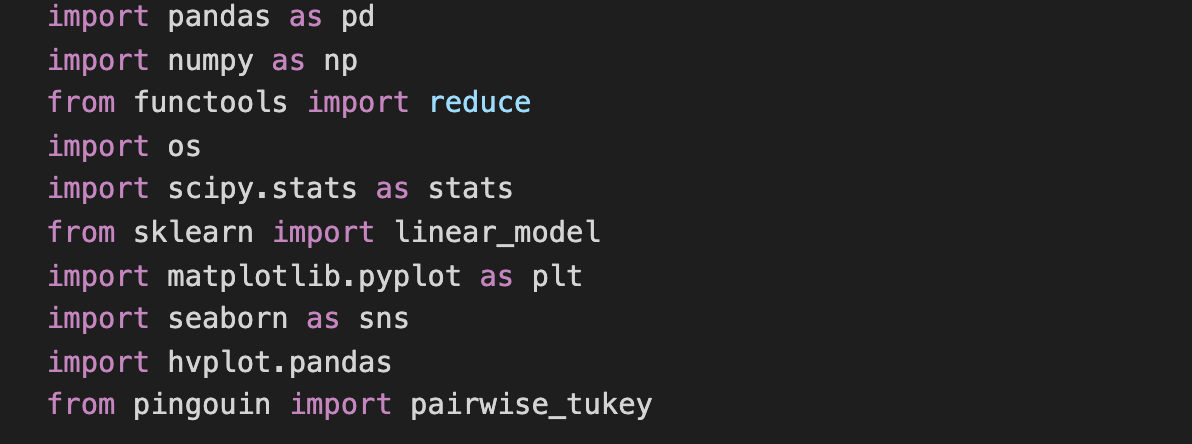 import pandas as pd
import numpy as np
from functools import reduce
import os
import scipy.stats as stats
from sklearn import linear_model
import matplotlib.pyplot as plt
import seaborn as sns
import hvplot.pandas
from pingouin import pairwise_tukey